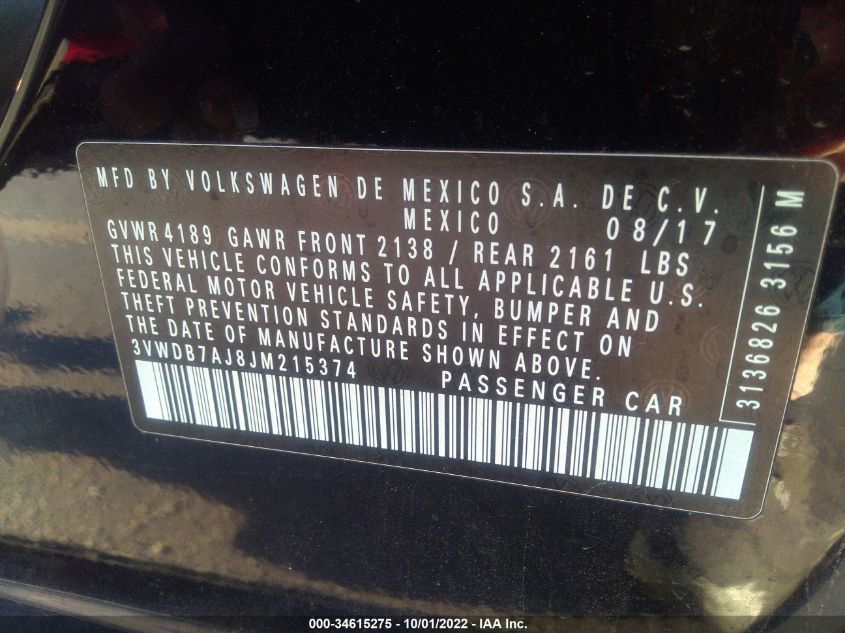 MFD BY VOLKSWAGEN DE MEXICO S.A. DE C.V.
MEXICO 08/17
GVWR 4189 GAWR FRONT 2138 / REAR 2161 LBS
THIS VEHICLE CONFORMS TO ALL APPLICABLE U.S.
FEDERAL MOTOR VEHICLE SAFETY, BUMPER AND
THEFT PREVENTION STANDARDS IN EFFECT ON
THE DATE OF MANUFACTURE SHOWN ABOVE.
3VWDB7AJ8JM215374 PASSENGER CAR
3136826 3156 M
000-34615275 - 10/01/2022 - IAA Inc.